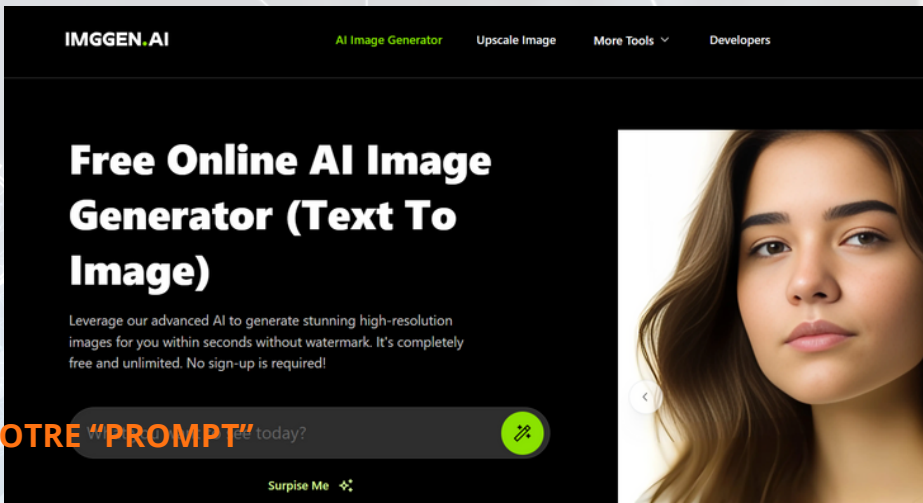 IMGGEN.AI
AI Image Generator
Upscale Image
More Tools
Developers
Free Online AI Image
Generator (Text To
Image)
Leverage our advanced AI to generate stunning high-resolution
images for you within seconds without watermark. It's completely
free and unlimited. No sign-up is required!
OTRE “PROMPT”
see today?
Surpise Me